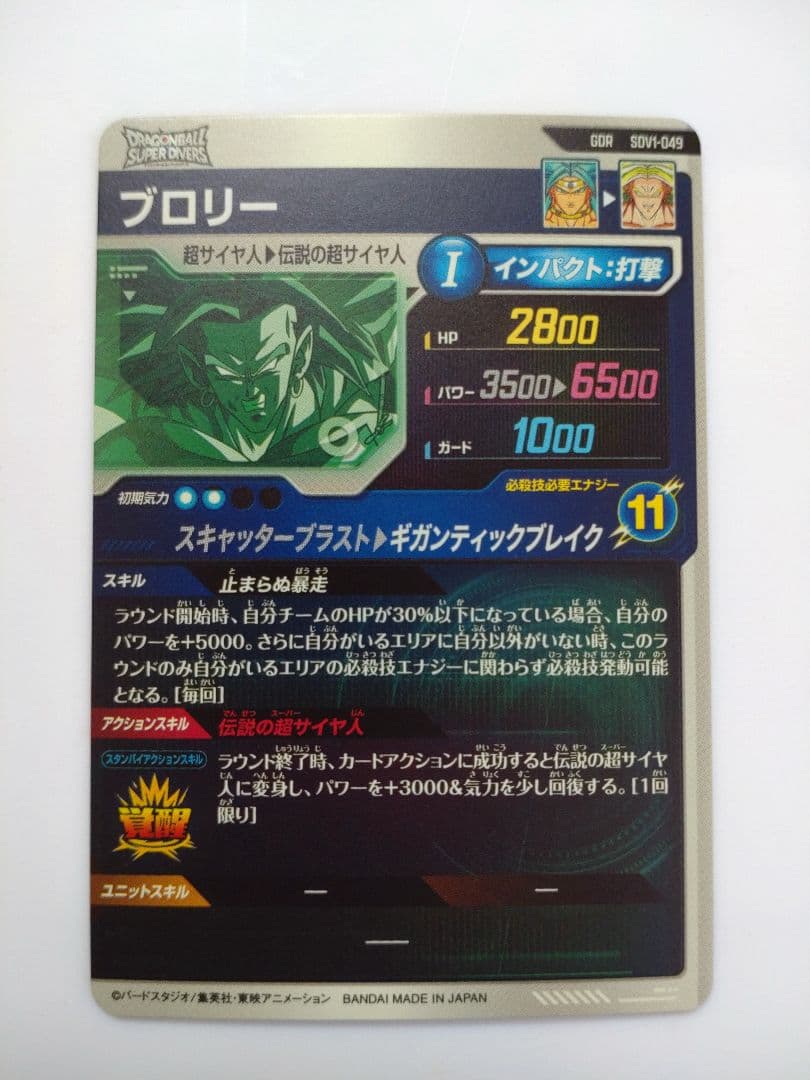 DRAGONBALL
SUPER DIVERS
GDR SDV1-049
ブロリー
超サイヤ人▶伝説の超サイヤ人
I インパクト:打撃
HP 2800
パワー 3500▶6500
ガード 1000
初期気力
必殺技必要エナジー
11
スキャッターブラスト▶ギガンティックブレイク
スキル 止まらぬ暴走
ラウンド開始時、自分チームのHPが30%以下になっている場合、自分の
パワーを+5000。さらに自分がいるエリアに自分以外がいない時、このラ
ウンドのみ自分がいるエリアの必殺技エナジーに関わらず必殺技発動可能
となる。[毎回]
アクションスキル 伝説の超サイヤ人
スタンバイアクションスキル
覚醒
ラウンド終了時、カードアクションに成功すると伝説の超サイヤ
人に変身し、パワーを+3000&気力を少し回復する。[1回
限り]
ユニットスキル — —
—
©バードスタジオ/集英社・東映アニメーション BANDAI MADE IN JAPAN